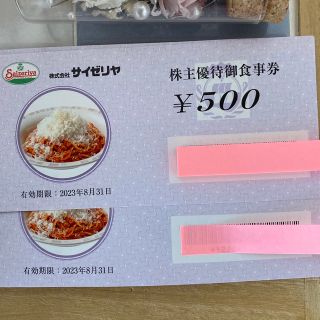 Saizeriya
株式会社サイゼリヤ
株主優待御食事券
￥500
有効期限：2023年8月31日
有効期限：2023年8月31日